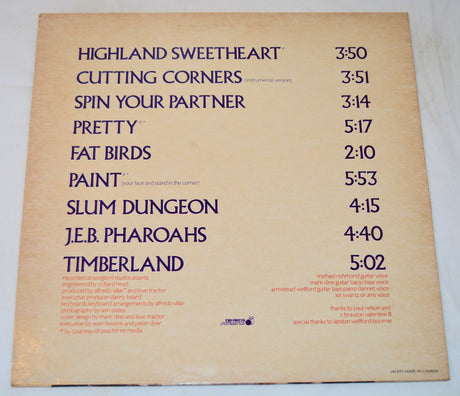 HIGHLAND SWEETHEART* 3:50
CUTTING CORNERS (instrumental version) 3:51
SPIN YOUR PARTNER 3:14
PRETTY** 5:17
FAT BIRDS 2:10
PAINT** (your face and stand in the corner) 5:53
SLUM DUNGEON 4:15
J.E.B. PHAROAHS 4:40
TIMBERLAND 5:02
recorded at songbird studios atlanta
engineered by richard head
produced by alfredo villar* and love tractor
executive producer danny beard
keyboards keyboard arrangements by alfredo villar
photography by ann states
cover design by mark cline and love tractor
execution by sean bourne and peter dyer
* by courtesy of peachtree media
michael richmond guitar voice
mark cline guitar banjo bass voice
armistead wellford guitar bass piano clarinet voice
kit swartz drums voice
thanks to paul nelson and
c braxton valentine III
special thanks to landon wellford-boomie
JACKET MADE IN CANADA